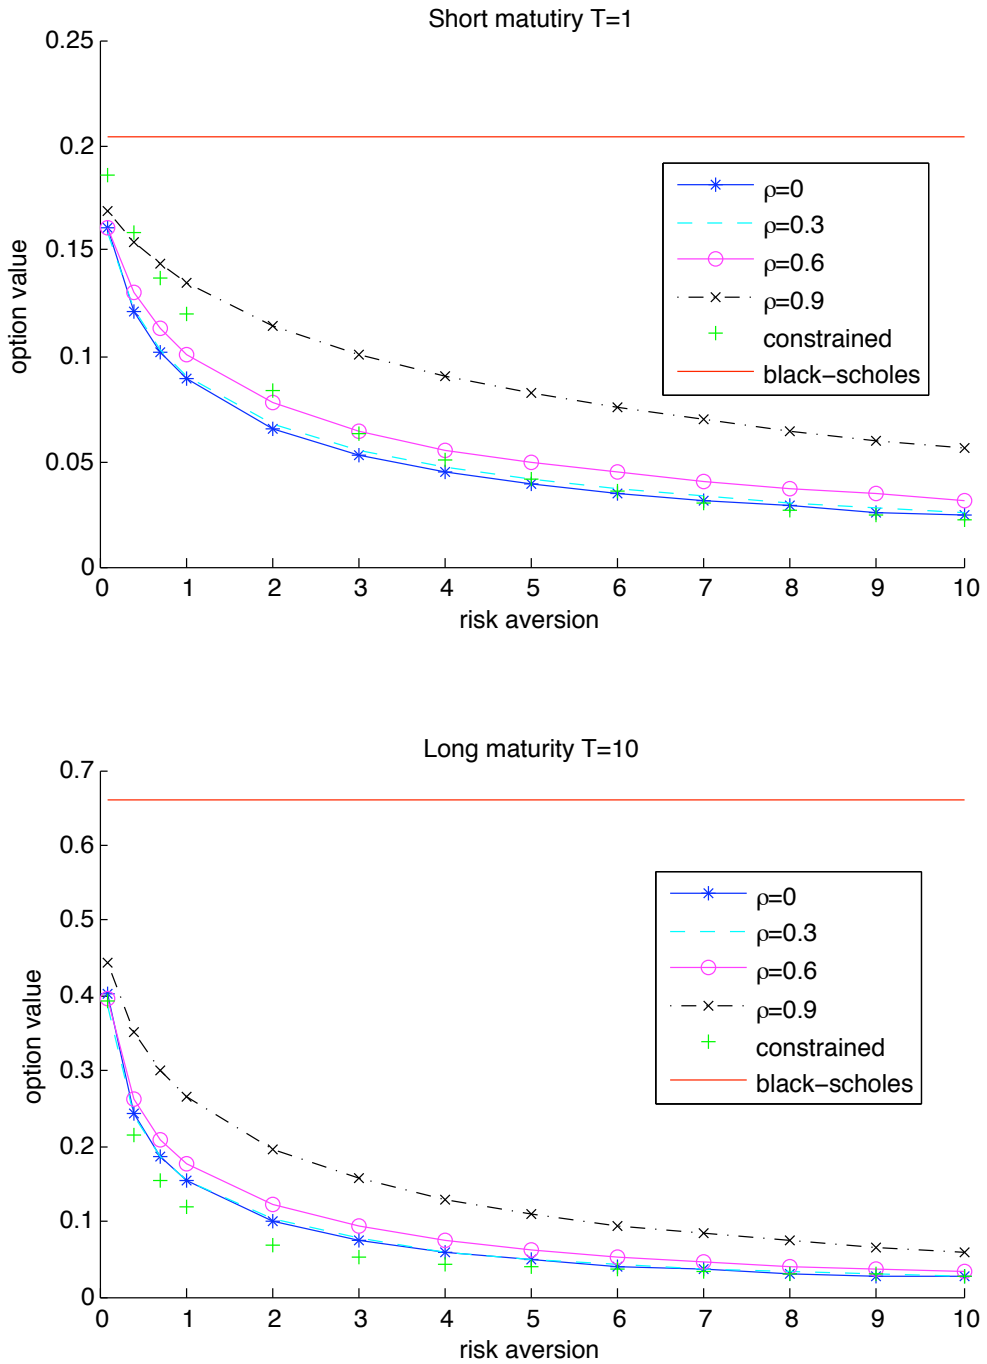 Short matutiry T=1
0.25
0.2
0.15
0.1
0.05
0
option value
ρ=0
ρ=0.3
ρ=0.6
ρ=0.9
constrained
black−scholes
0 1 2 3 4 5 6 7 8 9 10
risk aversion
Long maturity T=10
0.7
0.6
0.5
0.4
0.3
0.2
0.1
0
option value
ρ=0
ρ=0.3
ρ=0.6
ρ=0.9
constrained
black−scholes
0 1 2 3 4 5 6 7 8 9 10
risk aversion